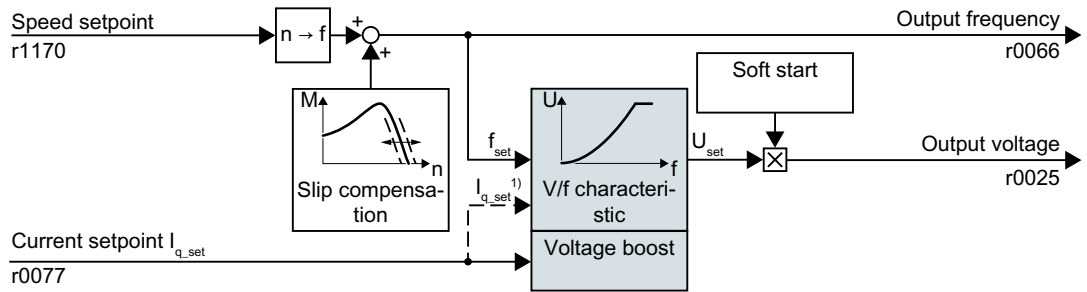 Speed setpoint
r1170
n → f
+
+
Output frequency
r0066
Soft start
M
n
Slip compensa-
tion
U
f
V/f characteri-
stic
Voltage boost
f_set
I_q_set 1)
U_set
Output voltage
r0025
Current setpoint I_q_set
r0077